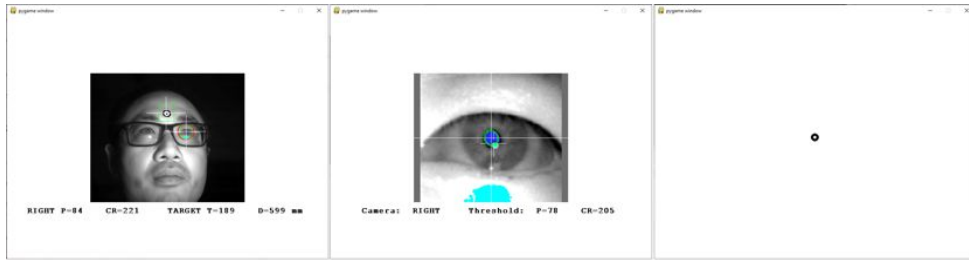 pygame window
pygame window
pygame window
RIGHT P=84 CR=221 TARGET T=189 D=599 mm
Camera: RIGHT Threshold: P=78 CR=205